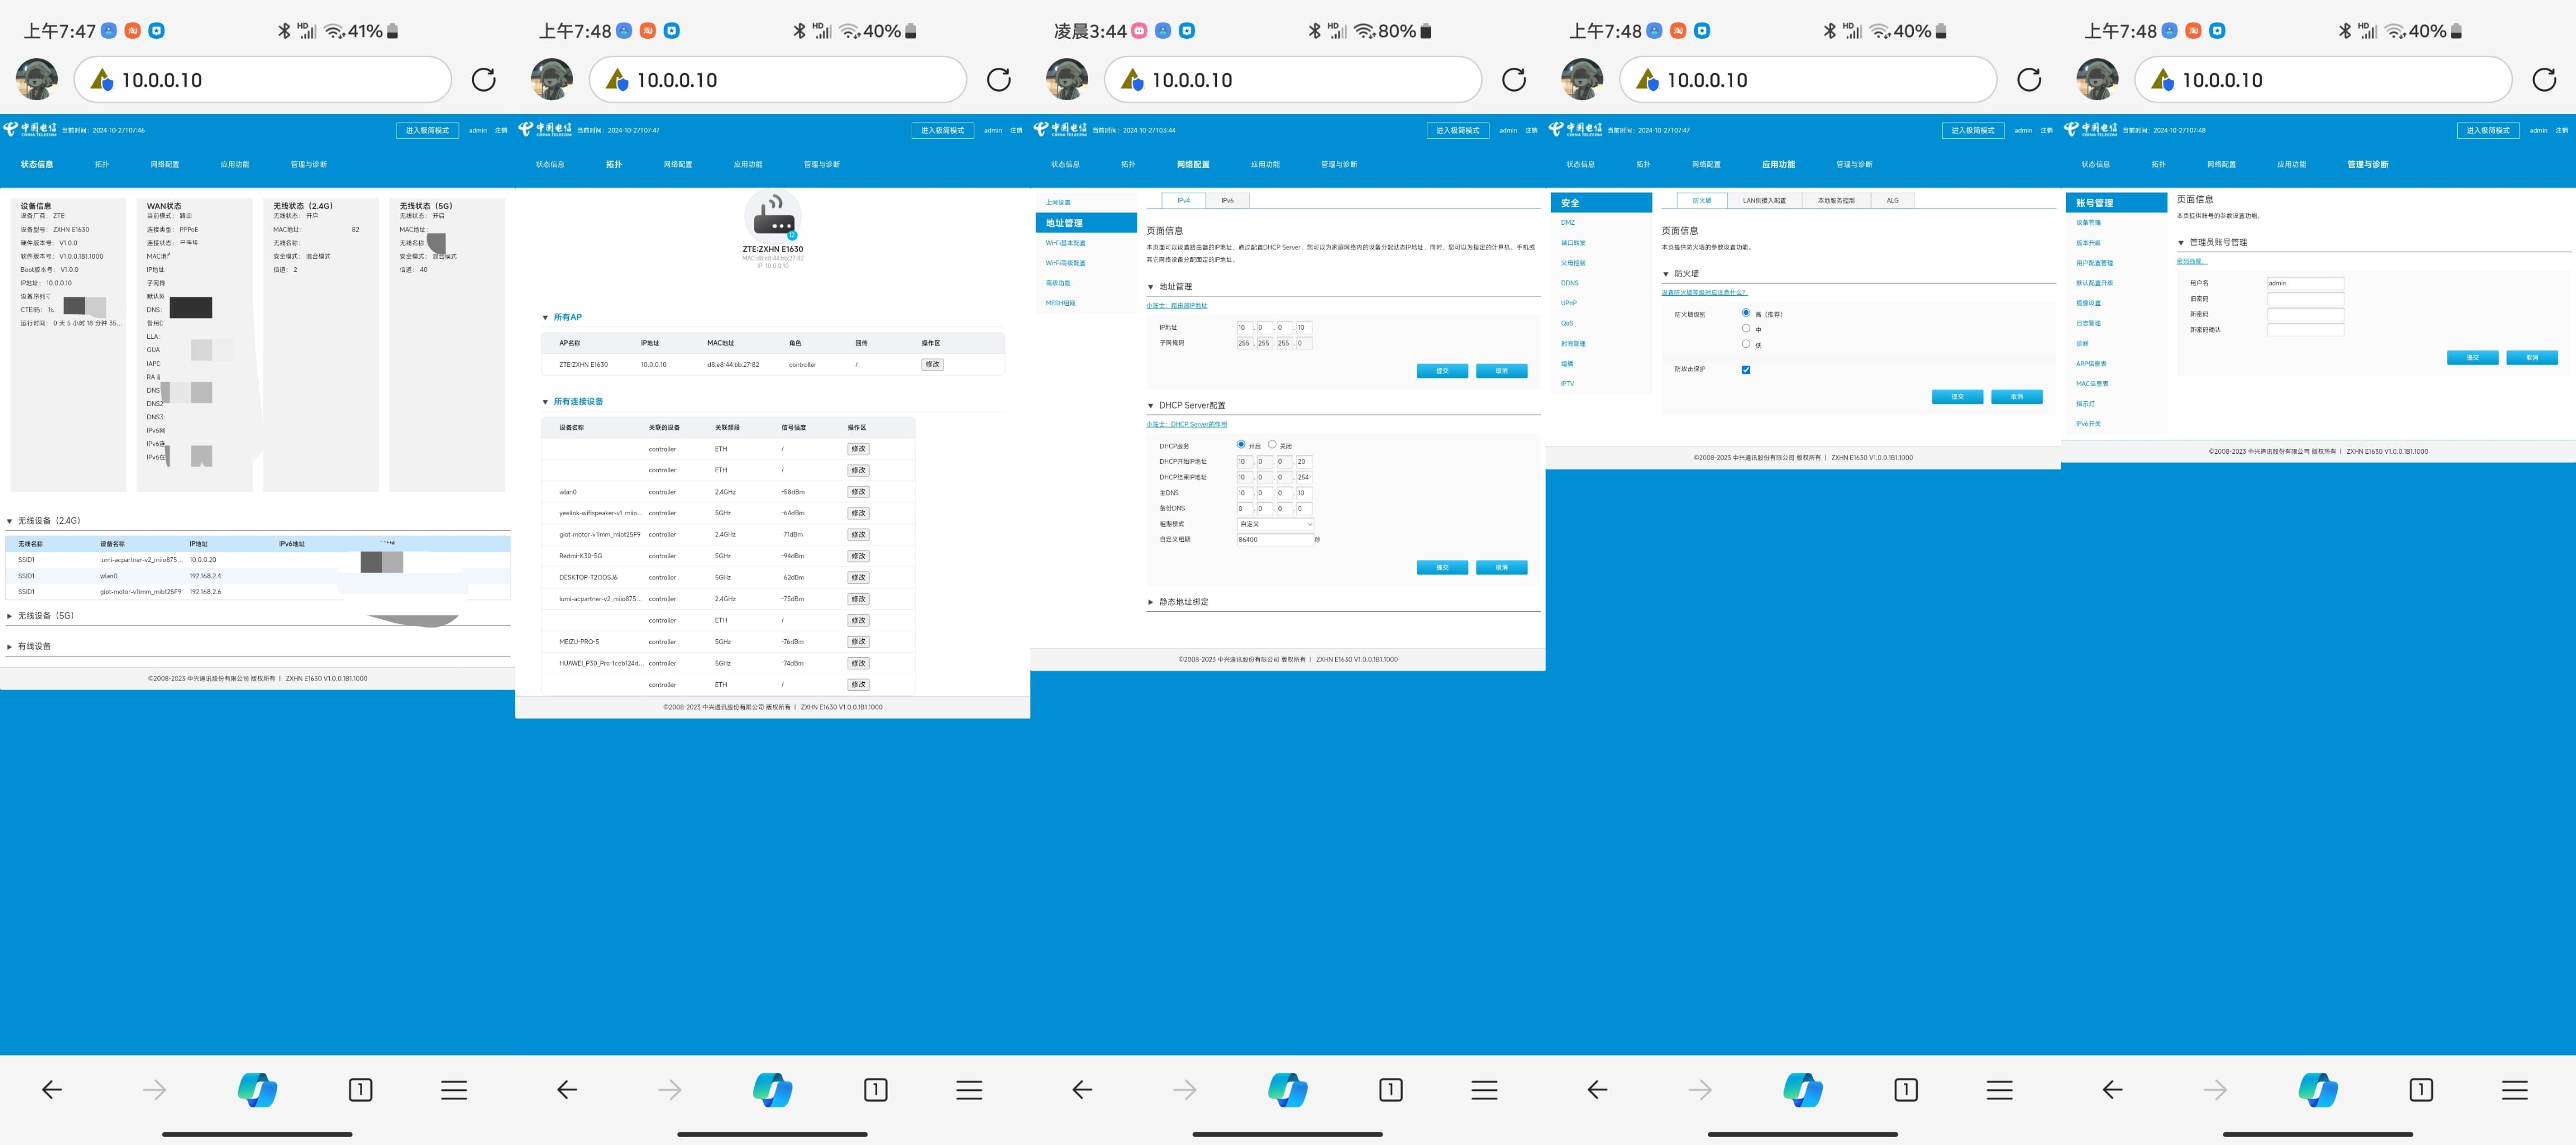 上午7:47
HD
41%
10.0.0.10
中国电信
CHINA TELECOM
当前时间：2024-10-27T07:46
进入极简模式
admin
注销
状态信息
拓扑
网络配置
应用功能
管理与诊断
设备信息
设备厂商： ZTE
设备型号： ZXHN E1630
硬件版本号： V1.0.0
软件版本号： V1.0.0.1B1.1000
Boot版本号： V1.0.0
IP地址： 10.0.0.10
设备序列号
CTEI码：
运行时间： 0 天 5 小时 18 分钟 35...
WAN状态
当前模式： 路由
连接类型： PPPoE
连接状态：
MAC地
IP地址
子网掩
默认网
DNS:
备用D
LLA:
GUA
IAPD
RA
DNS
DNS2
DNS3
IPv6网
IPv6连
IPv6在
无线状态（2.4G）
无线状态： 开启
MAC地址： 82
无线名称：
安全模式： 混合模式
信道： 2
无线状态（5G）
无线状态： 开启
MAC地址：
无线名称：
安全模式： 混合模式
信道： 40
无线设备（2.4G）
无线名称 设备名称 IP地址 IPv6地址
SSID1 lumi-acpartner-v2_miio875... 10.0.0.20
SSID1 wlan0 192.168.2.4
SSID1 giot-motor-v1imm_mibt25F9 192.168.2.6
无线设备（5G）
有线设备
©2008-2023 中兴通讯股份有限公司 版权所有 | ZXHN E1630 V1.0.0.1B1.1000
1
上午7:48
HD
40%
10.0.0.10
中国电信
CHINA TELECOM
当前时间：2024-10-27T07:47
进入极简模式
admin
注销
状态信息
拓扑
网络配置
应用功能
管理与诊断
12
ZTE:ZXHN E1630
MAC:d8:e8:44:bb:27:82
IP: 10.0.0.10
所有AP
AP名称 IP地址 MAC地址 角色 回传 操作区
ZTE:ZXHN E1630 10.0.0.10 d8:e8:44:bb:27:82 controller / 修改
所有连接设备
设备名称 关联的设备 关联频段 信号强度 操作区
controller ETH / 修改
controller ETH / 修改
wlan0 controller 2.4GHz -58dBm 修改
yeelink-wifispeaker-v1_miio... controller 5GHz -64dBm 修改
giot-motor-v1imm_mibt25F9 controller 2.4GHz -71dBm 修改
Redmi-K30-5G controller 5GHz -94dBm 修改
DESKTOP-T2OOSJ6 controller 5GHz -62dBm 修改
lumi-acpartner-v2_miio875... controller 2.4GHz -75dBm 修改
controller ETH / 修改
MEIZU-PRO-5 controller 5GHz -76dBm 修改
HUAWEI_P30_Pro-1ceb124d... controller 5GHz -74dBm 修改
controller ETH / 修改
©2008-2023 中兴通讯股份有限公司 版权所有 | ZXHN E1630 V1.0.0.1B1.1000
1
凌晨3:44
HD
80%
10.0.0.10
中国电信
CHINA TELECOM
当前时间：2024-10-27T03:44
进入极简模式
admin
注销
状态信息
拓扑
网络配置
应用功能
管理与诊断
上网设置
地址管理
Wi-Fi基本配置
Wi-Fi高级配置
高级功能
MESH组网
IPv4
IPv6
页面信息
本页面可以设置路由器的IP地址，通过配置DHCP Server，您可以为家庭网络内的设备分配动态IP地址，同时，您可以为指定的计算机、手机或
其它网络设备分配固定的IP地址。
地址管理
小贴士：路由器IP地址
IP地址 10 . 0 . 0 . 10
子网掩码 255 . 255 . 255 . 0
提交
取消
DHCP Server配置
小贴士：DHCP Server的作用
DHCP服务 开启 关闭
DHCP开始IP地址 10 . 0 . 0 . 20
DHCP结束IP地址 10 . 0 . 0 . 254
主DNS 10 . 0 . 0 . 10
备份DNS 0 . 0 . 0 . 0
租期模式 自定义
自定义租期 86400 秒
提交
取消
静态地址绑定
©2008-2023 中兴通讯股份有限公司 版权所有 | ZXHN E1630 V1.0.0.1B1.1000
1
上午7:48
HD
40%
10.0.0.10
中国电信
CHINA TELECOM
当前时间：2024-10-27T07:47
进入极简模式
admin
注销
状态信息
拓扑
网络配置
应用功能
管理与诊断
安全
DMZ
端口转发
父母控制
DDNS
UPnP
QoS
时间管理
组播
IPTV
防火墙
LAN侧接入配置
本地服务控制
ALG
页面信息
本页提供防火墙的参数设置功能。
防火墙
设置防火墙等级时应注意什么？
防火墙级别 高（推荐）
中
低
防攻击保护
提交
取消
©2008-2023 中兴通讯股份有限公司 版权所有 | ZXHN E1630 V1.0.0.1B1.1000
1
上午7:48
HD
40%
10.0.0.10
中国电信
CHINA TELECOM
当前时间：2024-10-27T07:48
进入极简模式
admin
注销
状态信息
拓扑
网络配置
应用功能
管理与诊断
账号管理
设备管理
版本升级
用户配置管理
默认配置升级
镜像设置
日志管理
诊断
ARP信息表
MAC信息表
指示灯
IPv6开关
页面信息
本页提供账号的参数设置功能。
管理员账号管理
密码强度：
用户名 admin
旧密码
新密码
新密码确认
提交
取消
©2008-2023 中兴通讯股份有限公司 版权所有 | ZXHN E1630 V1.0.0.1B1.1000
1